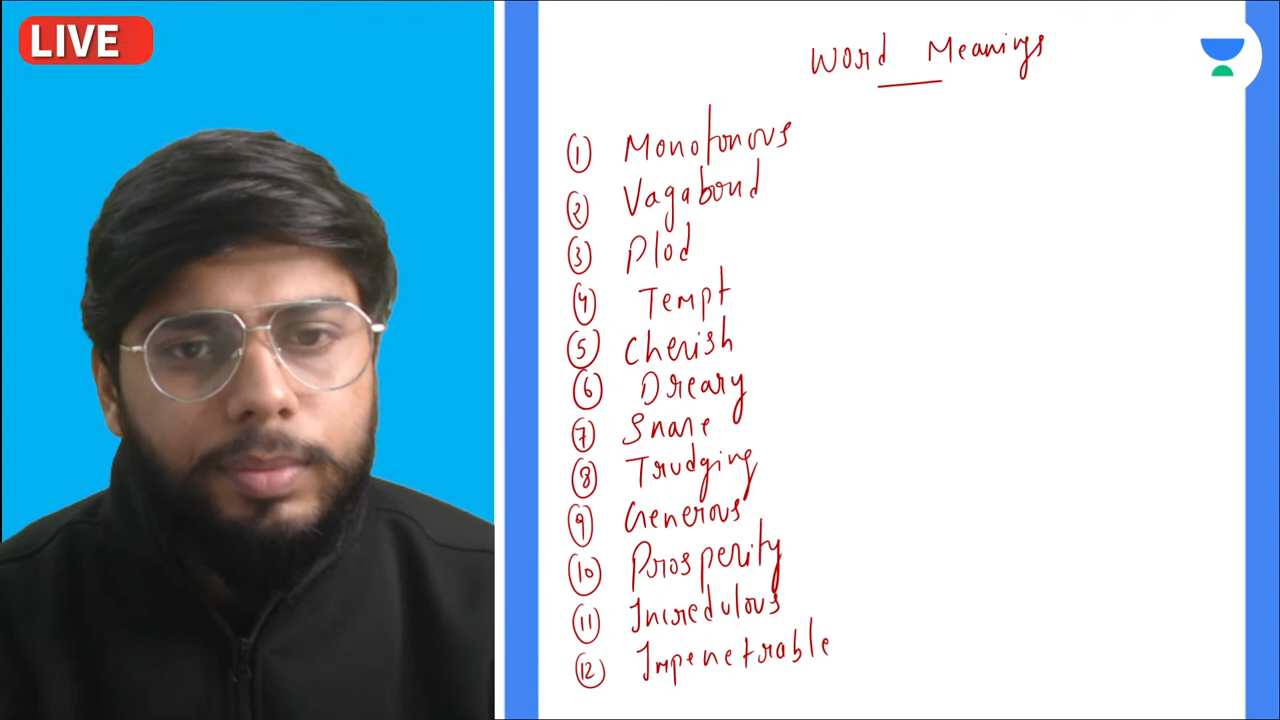 LIVE
Word Meanings
1 Monotonous
2 Vagabond
3 Plod
4 Tempt
5 Cherish
6 Dreary
7 Snare
8 Trudging
9 Generous
10 Prosperity
11 Incredulous
12 Impenetrable